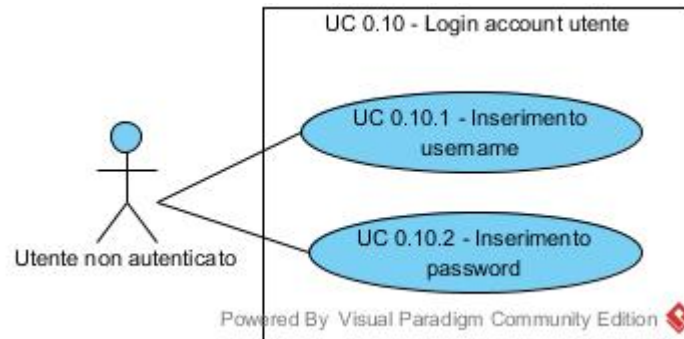 UC 0.10 - Login account utente
UC 0.10.1 - Inserimento
username
Utente non autenticato
UC 0.10.2 - Inserimento
password
Powered By Visual Paradigm Community Edition